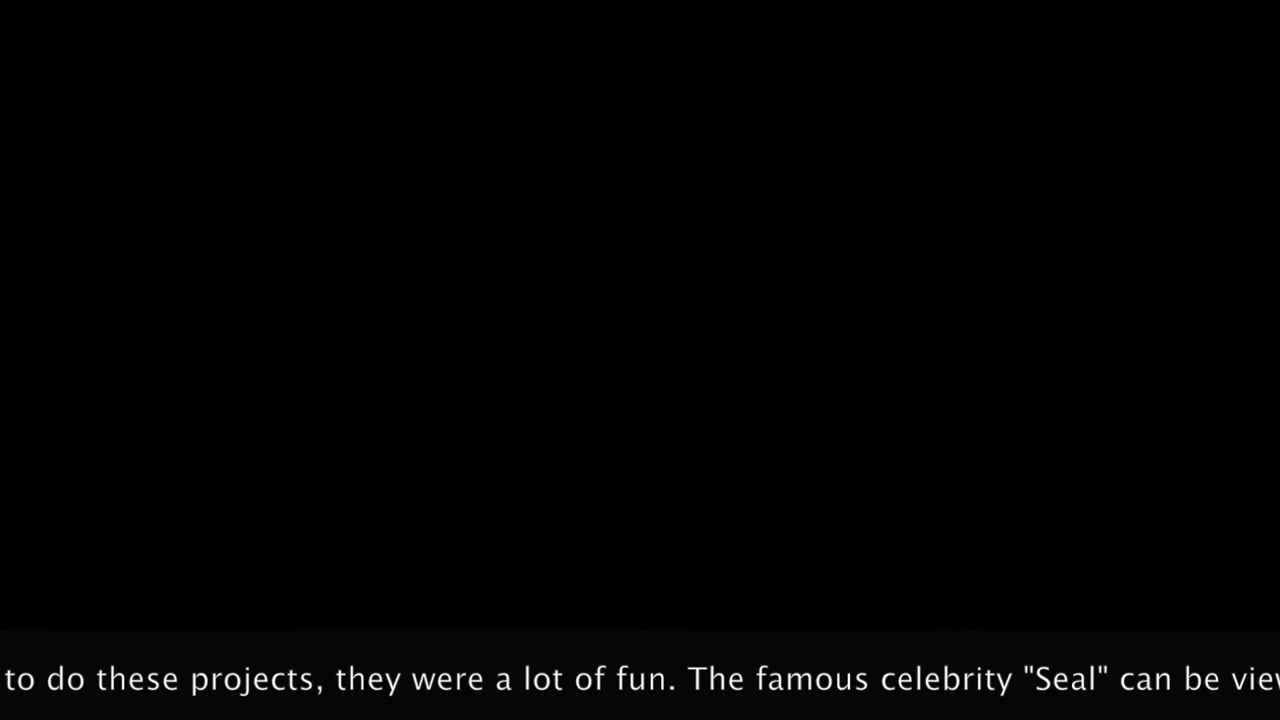 to do these projects, they were a lot of fun. The famous celebrity "Seal" can be